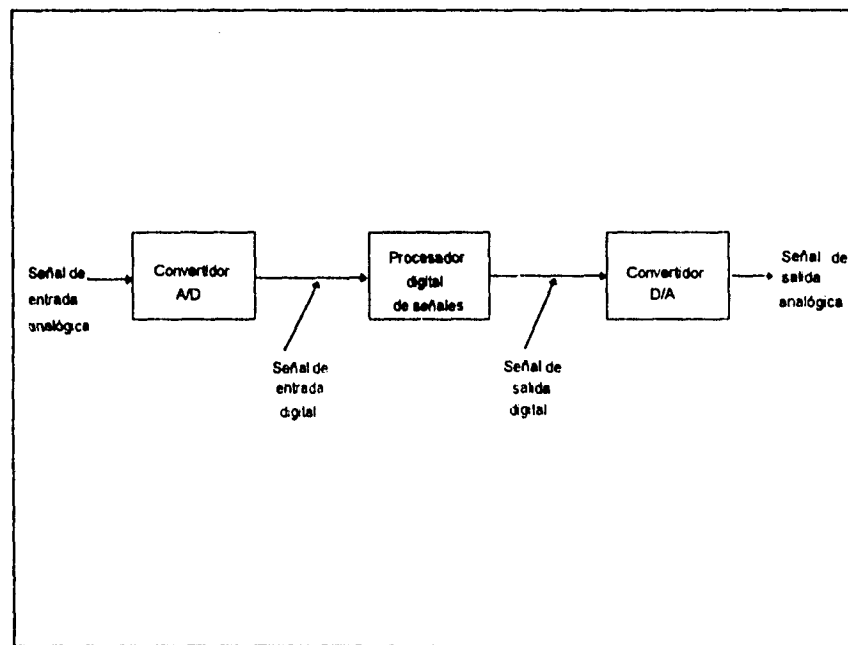 Señal de
entrada
analógica
Convertidor
A/D
Señal de
entrada
digital
Procesador
digital
de señales
Señal de
salida
digital
Convertidor
D/A
Señal de
salida
analógica